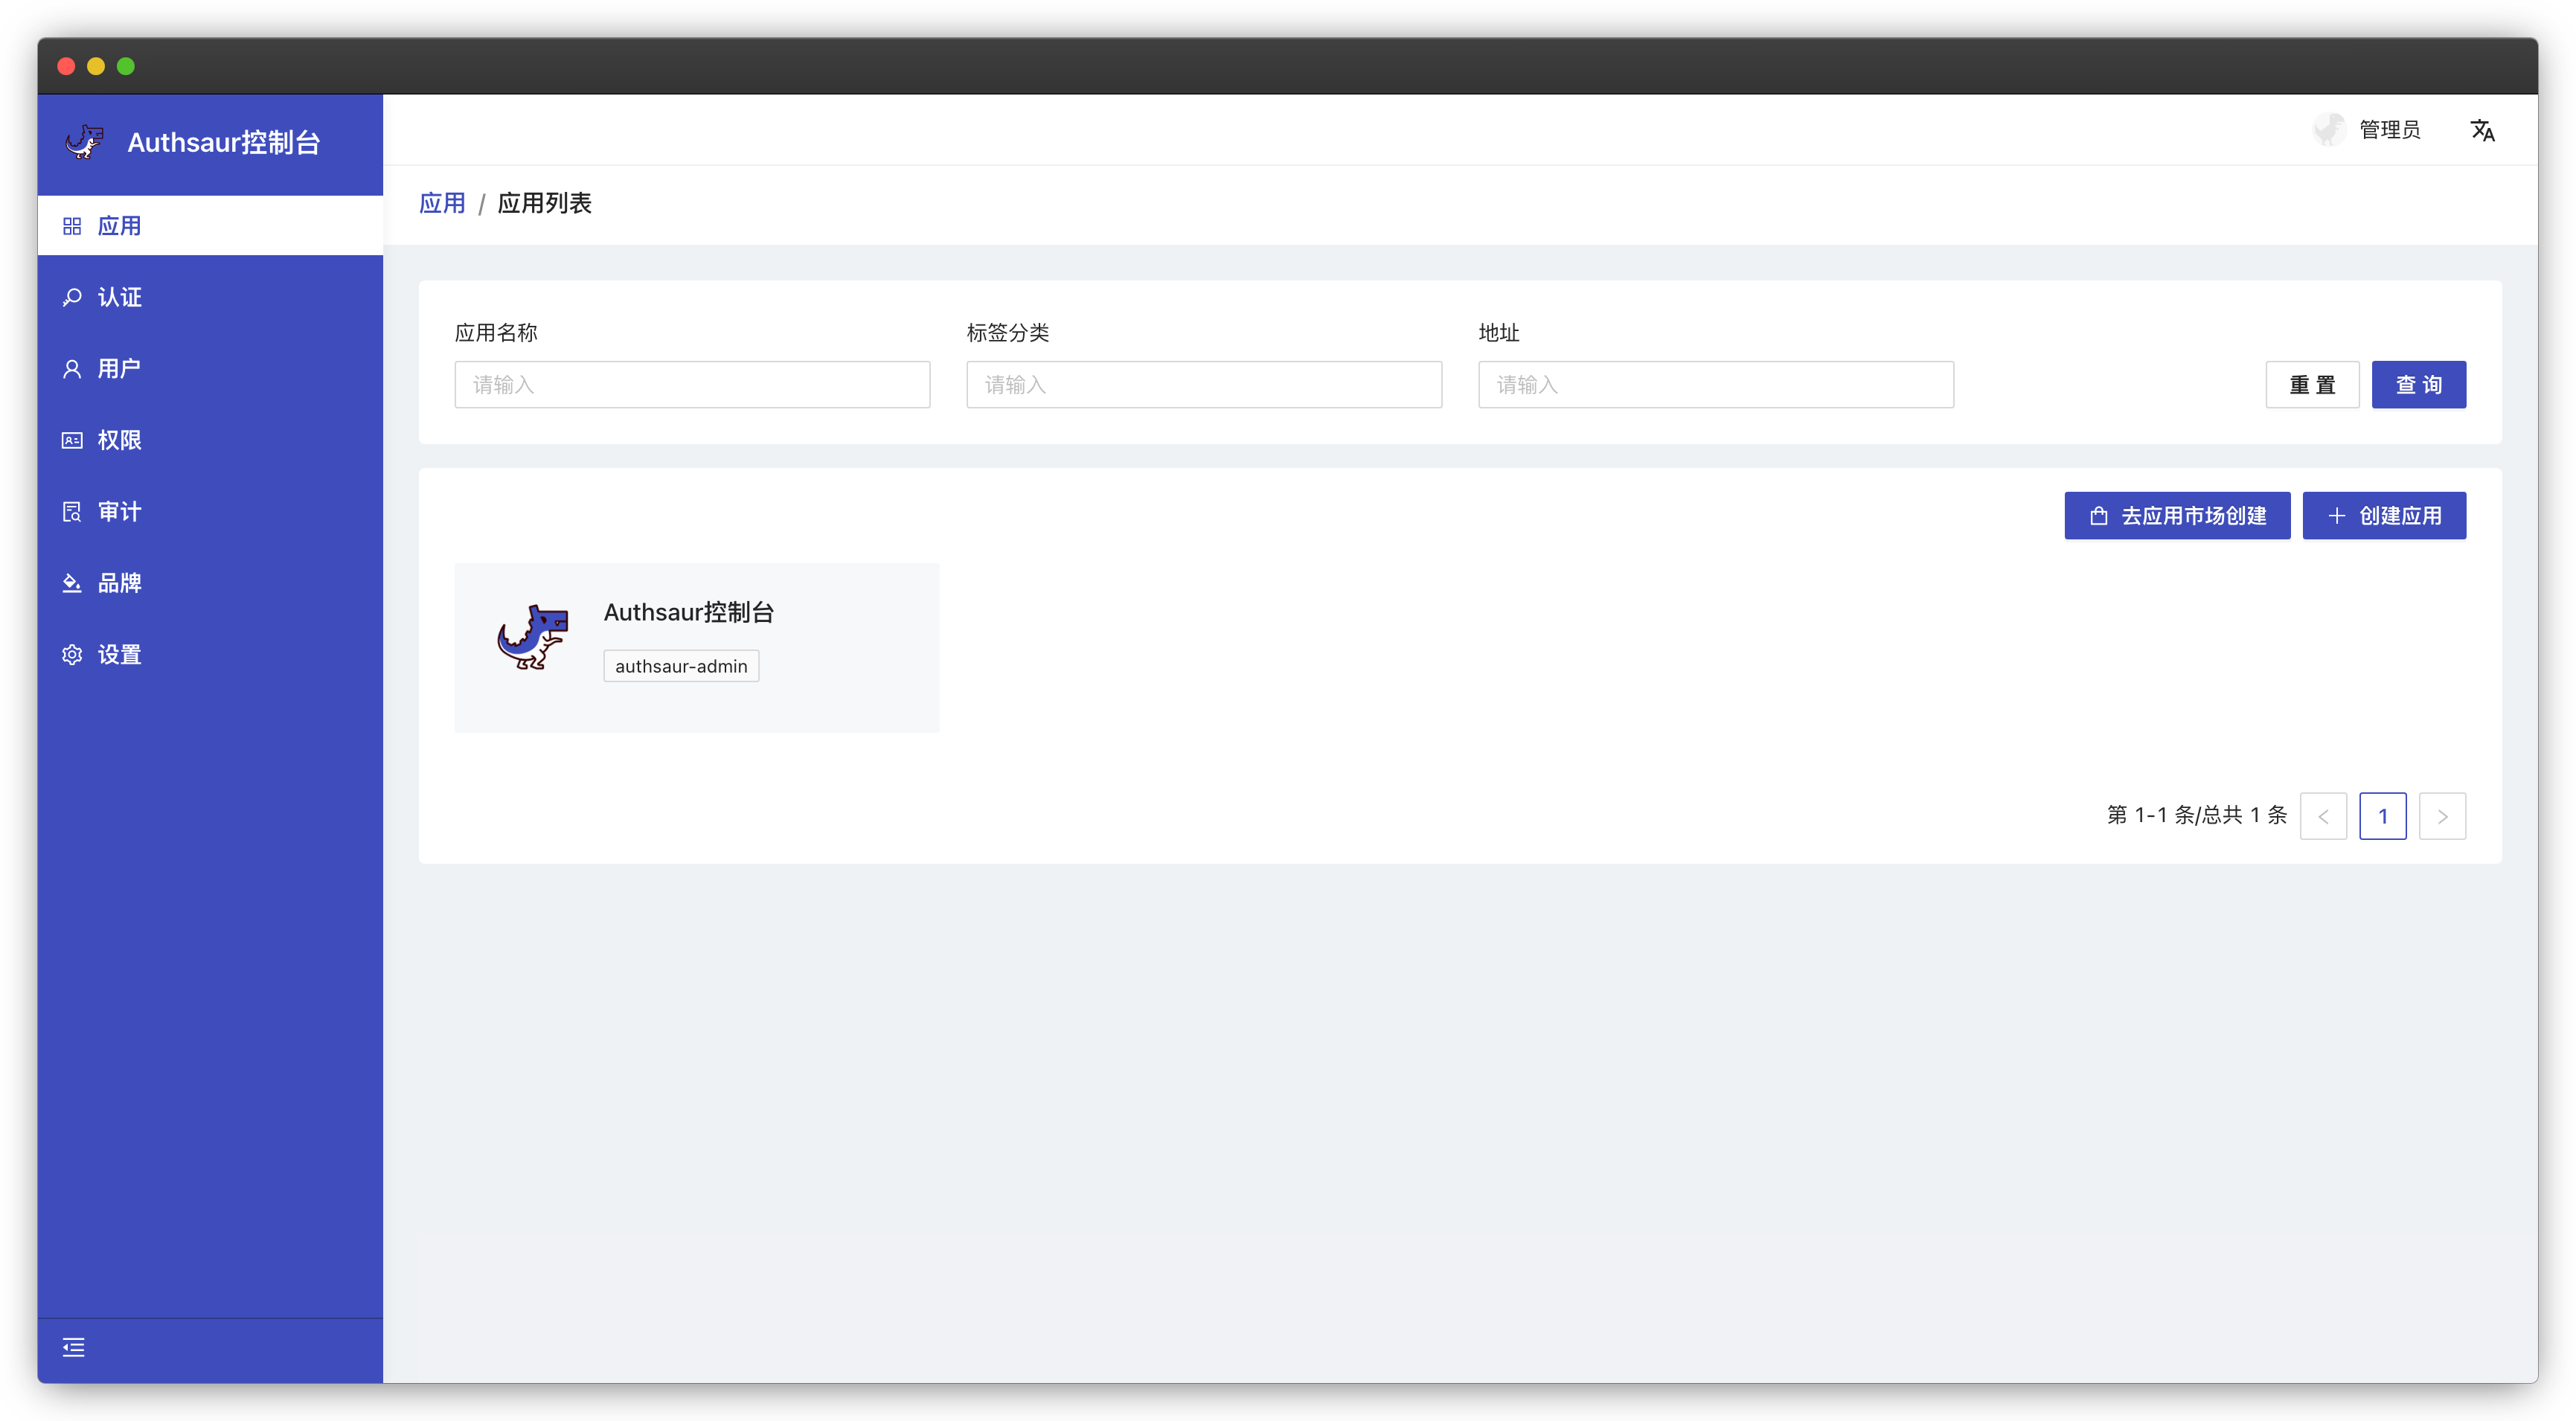 Authsaur控制台
管理员
应用
认证
用户
权限
审计
品牌
设置
应用 / 应用列表
应用名称
请输入
标签分类
请输入
地址
请输入
重 置
查 询
去应用市场创建
创建应用
Authsaur控制台
authsaur-admin
第 1-1 条/总共 1 条
1